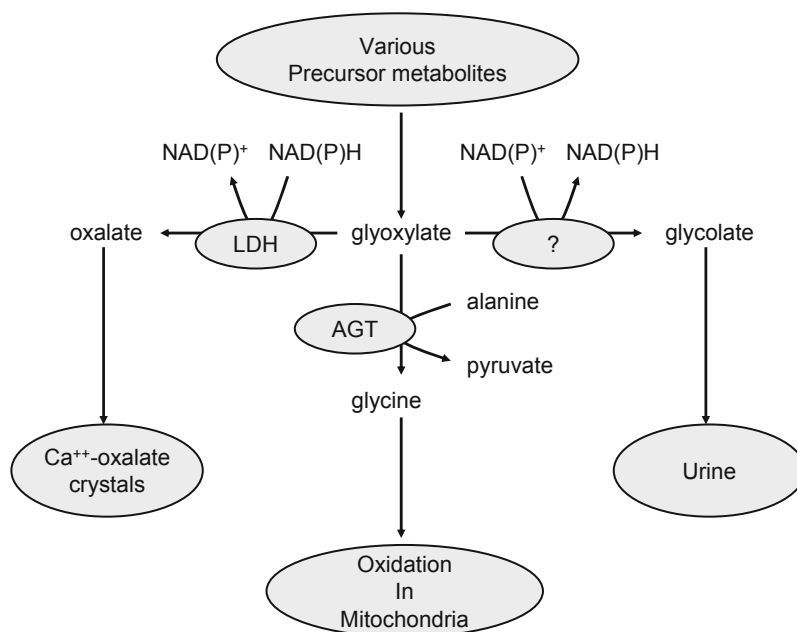 Various
Precursor metabolites
NAD(P)⁺ NAD(P)H NAD(P)⁺ NAD(P)H
oxalate LDH glyoxylate ? glycolate
alanine
AGT
pyruvate
glycine
Ca⁺⁺-oxalate
crystals
Urine
Oxidation
In
Mitochondria